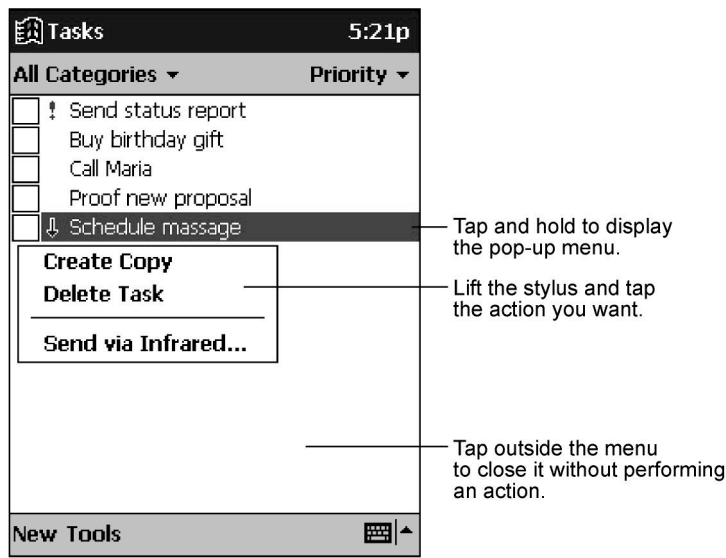 Tasks 5:21p
All Categories Priority
Send status report
Buy birthday gift
Call Maria
Proof new proposal
Schedule massage
Tap and hold to display
the pop-up menu.
Create Copy
Delete Task
Send via Infrared...
Lift the stylus and tap
the action you want.
Tap outside the menu
to close it without performing
an action.
New Tools